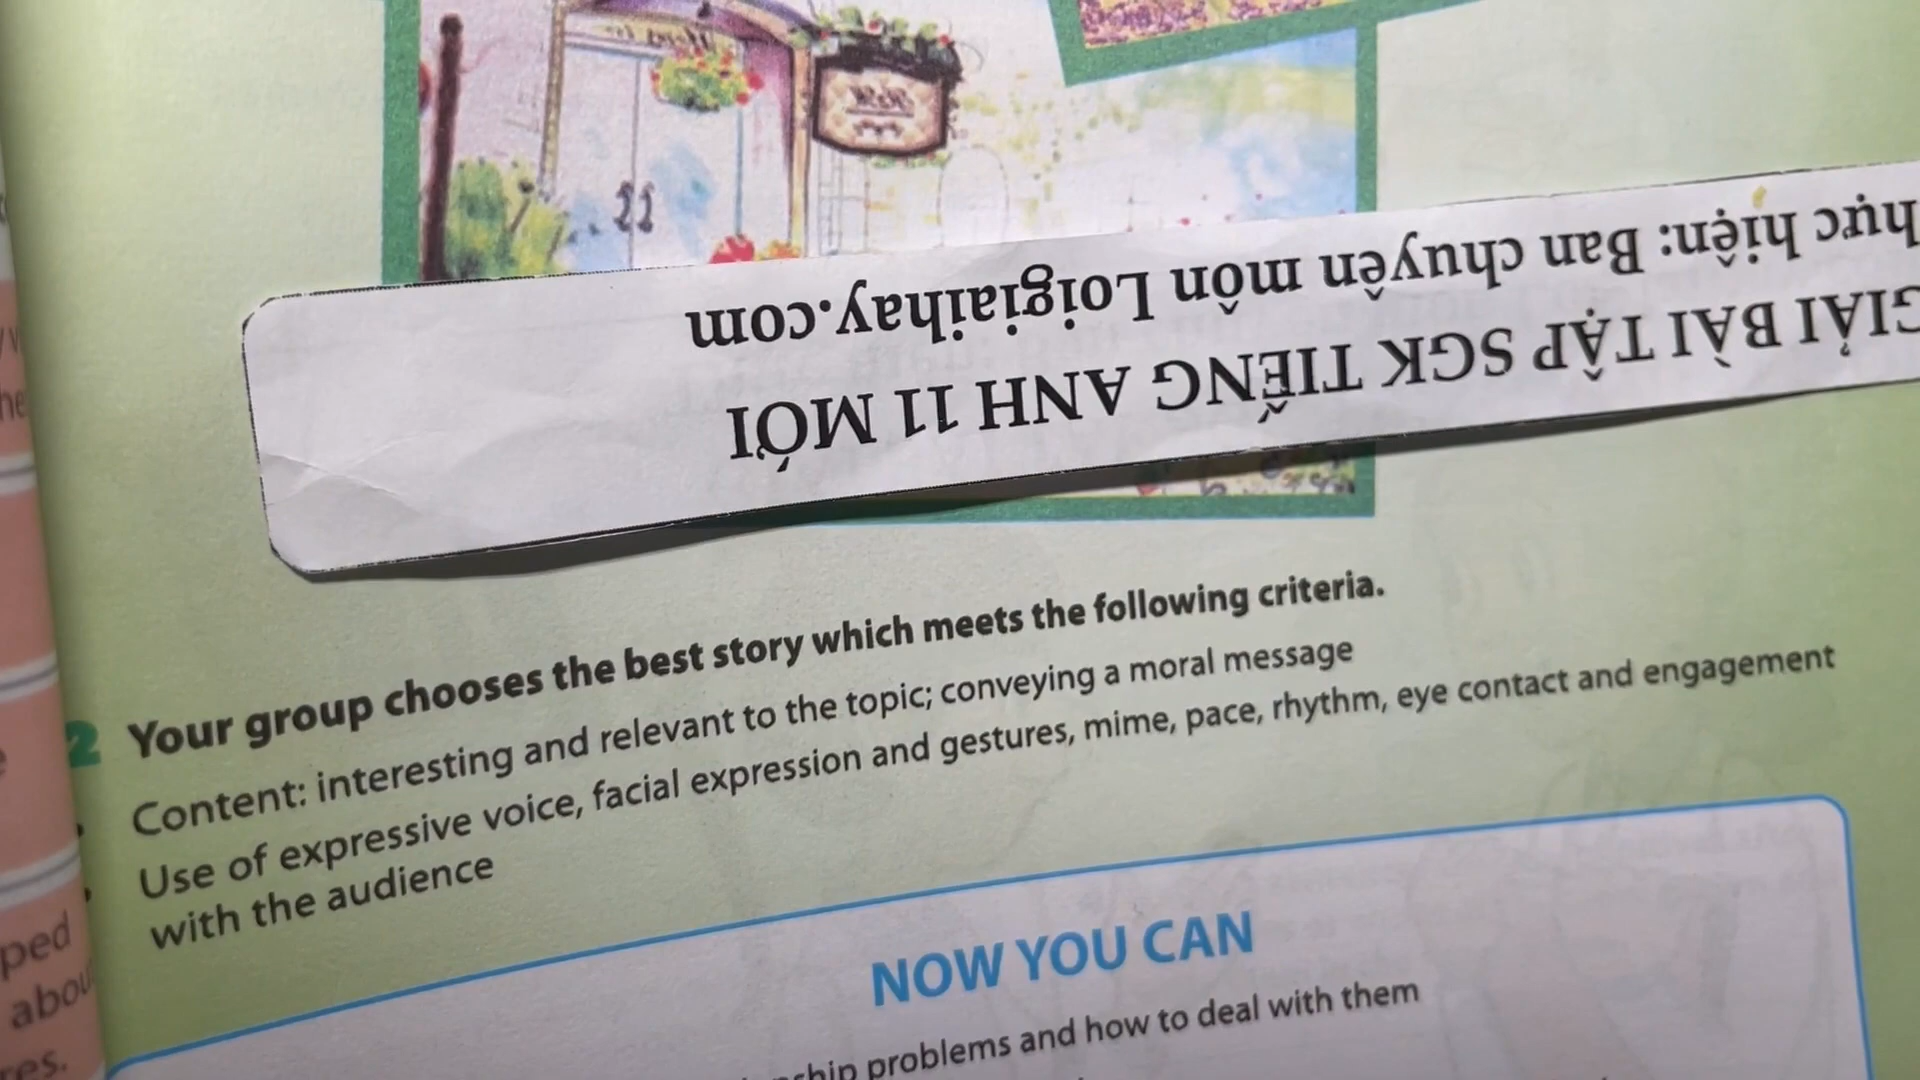 GIẢI BÀI TẬP SGK TIẾNG ANH 11 MỚI
hực hiện: Ban chuyên môn Loigiaihay.com
2 Your group chooses the best story which meets the following criteria.
Content: interesting and relevant to the topic; conveying a moral message
Use of expressive voice, facial expression and gestures, mime, pace, rhythm, eye contact and engagement
with the audience
NOW YOU CAN
problems and how to deal with them
ped
res.